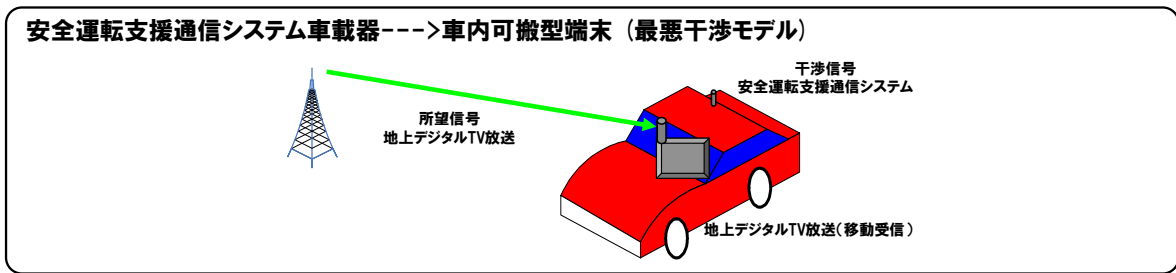 安全運転支援通信システム車載器--->車内可搬型端末（最悪干渉モデル）
干渉信号
安全運転支援通信システム
所望信号
地上デジタルTV放送
地上デジタルTV放送（移動受信）